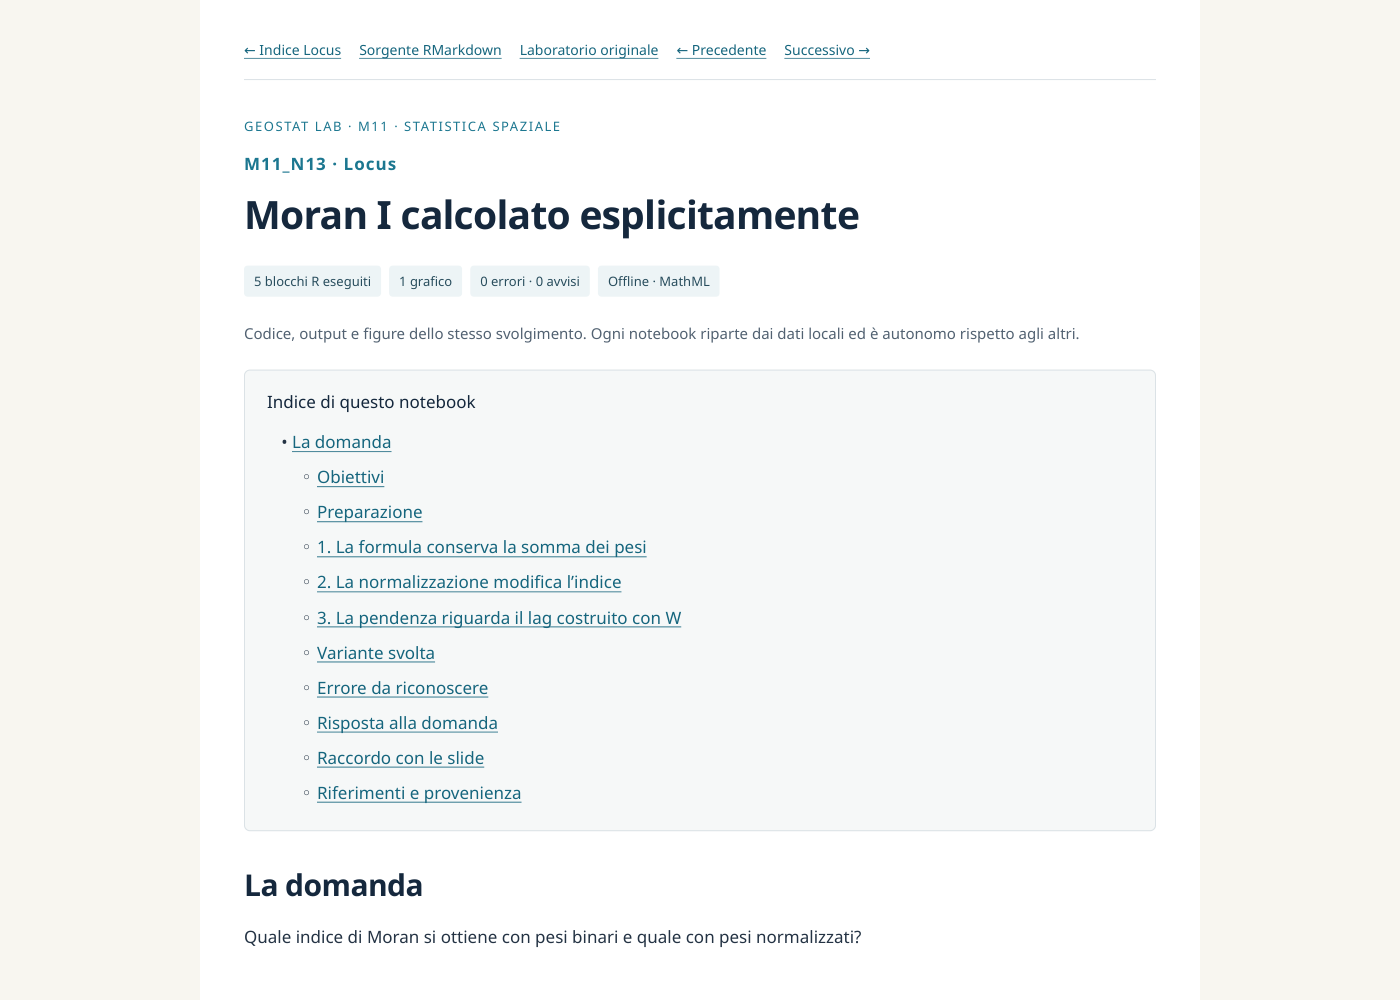 ← Indice Locus Sorgente RMarkdown Laboratorio originale ← Precedente Successivo →
GEOSTAT LAB · M11 · STATISTICA SPAZIALE
M11_N13 · Locus
Moran I calcolato esplicitamente
5 blocchi R eseguiti 1 grafico 0 errori · 0 avvisi Offline · MathML
Codice, output e figure dello stesso svolgimento. Ogni notebook riparte dai dati locali ed è autonomo rispetto agli altri.
Indice di questo notebook
• La domanda
◦ Obiettivi
◦ Preparazione
◦ 1. La formula conserva la somma dei pesi
◦ 2. La normalizzazione modifica l’indice
◦ 3. La pendenza riguarda il lag costruito con W
◦ Variante svolta
◦ Errore da riconoscere
◦ Risposta alla domanda
◦ Raccordo con le slide
◦ Riferimenti e provenienza
La domanda
Quale indice di Moran si ottiene con pesi binari e quale con pesi normalizzati?